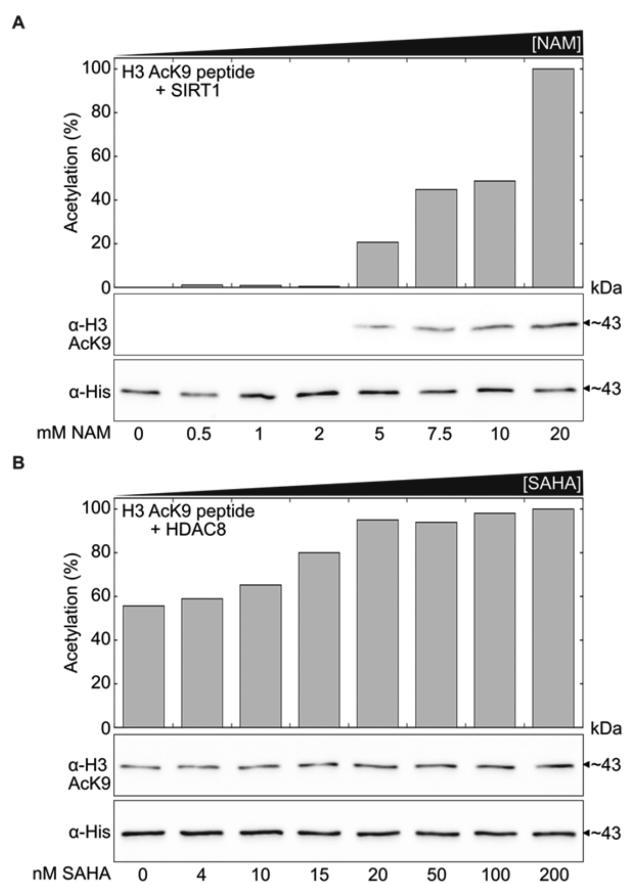 A
[NAM]
H3 AcK9 peptide
+ SIRT1
Acetylation (%)
100
80
60
40
20
0
kDa
α-H3
AcK9
~43
α-His
~43
mM NAM 0 0.5 1 2 5 7.5 10 20
B
[SAHA]
H3 AcK9 peptide
+ HDAC8
Acetylation (%)
100
80
60
40
20
0
kDa
α-H3
AcK9
~43
α-His
~43
nM SAHA 0 4 10 15 20 50 100 200